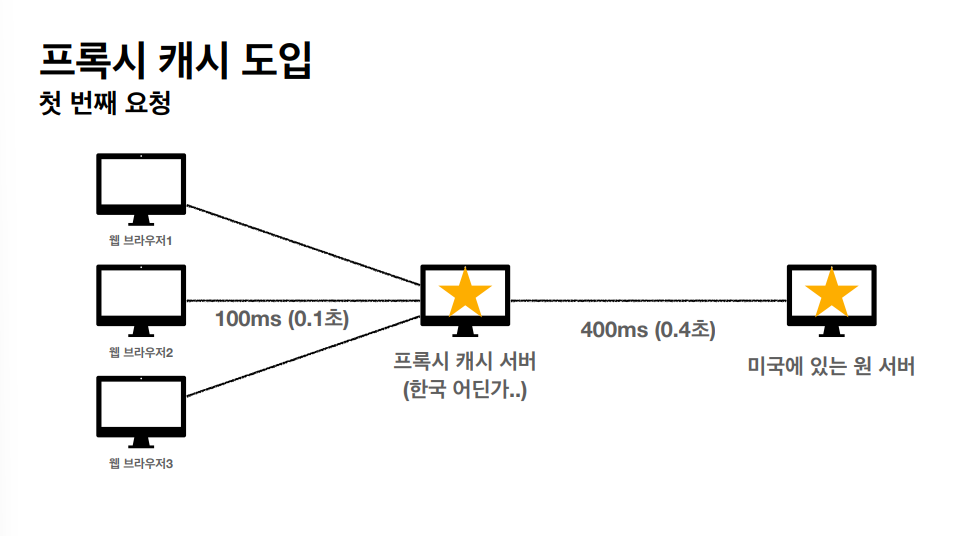 프록시 캐시 도입
첫 번째 요청
웹 브라우저1
웹 브라우저2
100ms (0.1초)
웹 브라우저3
프록시 캐시 서버
(한국 어딘가..)
400ms (0.4초)
미국에 있는 원 서버